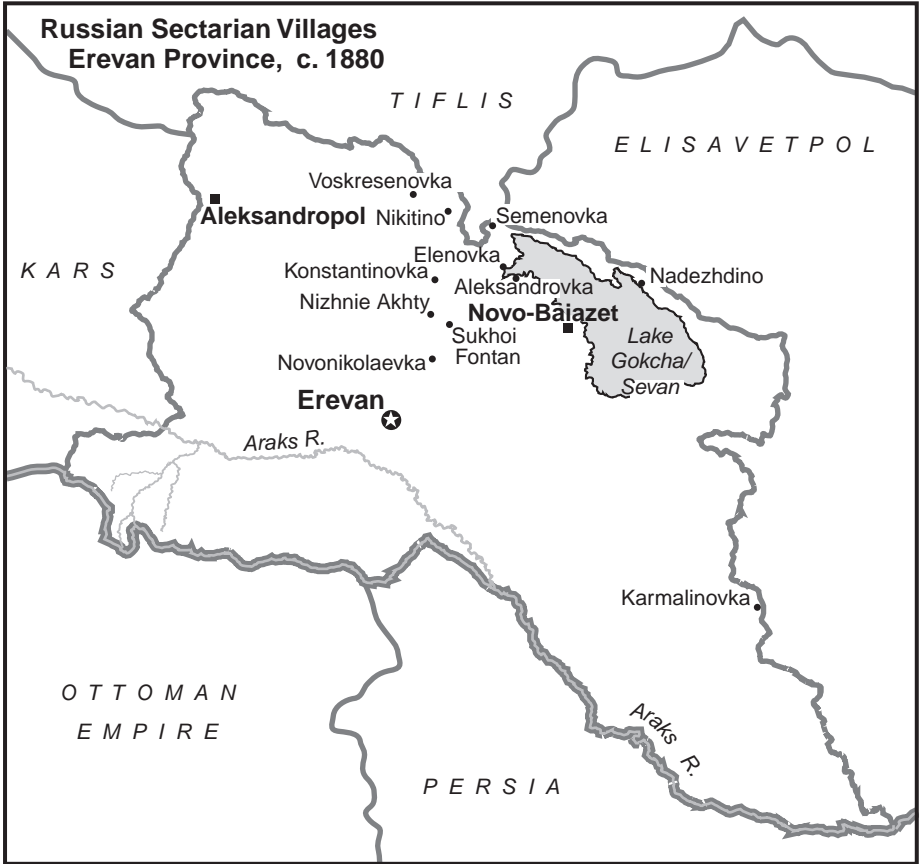 Russian Sectarian Villages
Erevan Province, c. 1880
TIFLIS
ELISAVETPOL
Voskresenovka
Aleksandropol
Nikitino
Semenovka
KARS
Elenovka
Konstantinovka
Aleksandrovka
Nadezhdino
Nizhnie Akhty
Novo-Baiazet
Sukhoi
Fontan
Lake
Gokcha/
Sevan
Novonikolaevka
Erevan
Araks R.
Karmalinovka
OTTOMAN
EMPIRE
Araks
R.
PERSIA